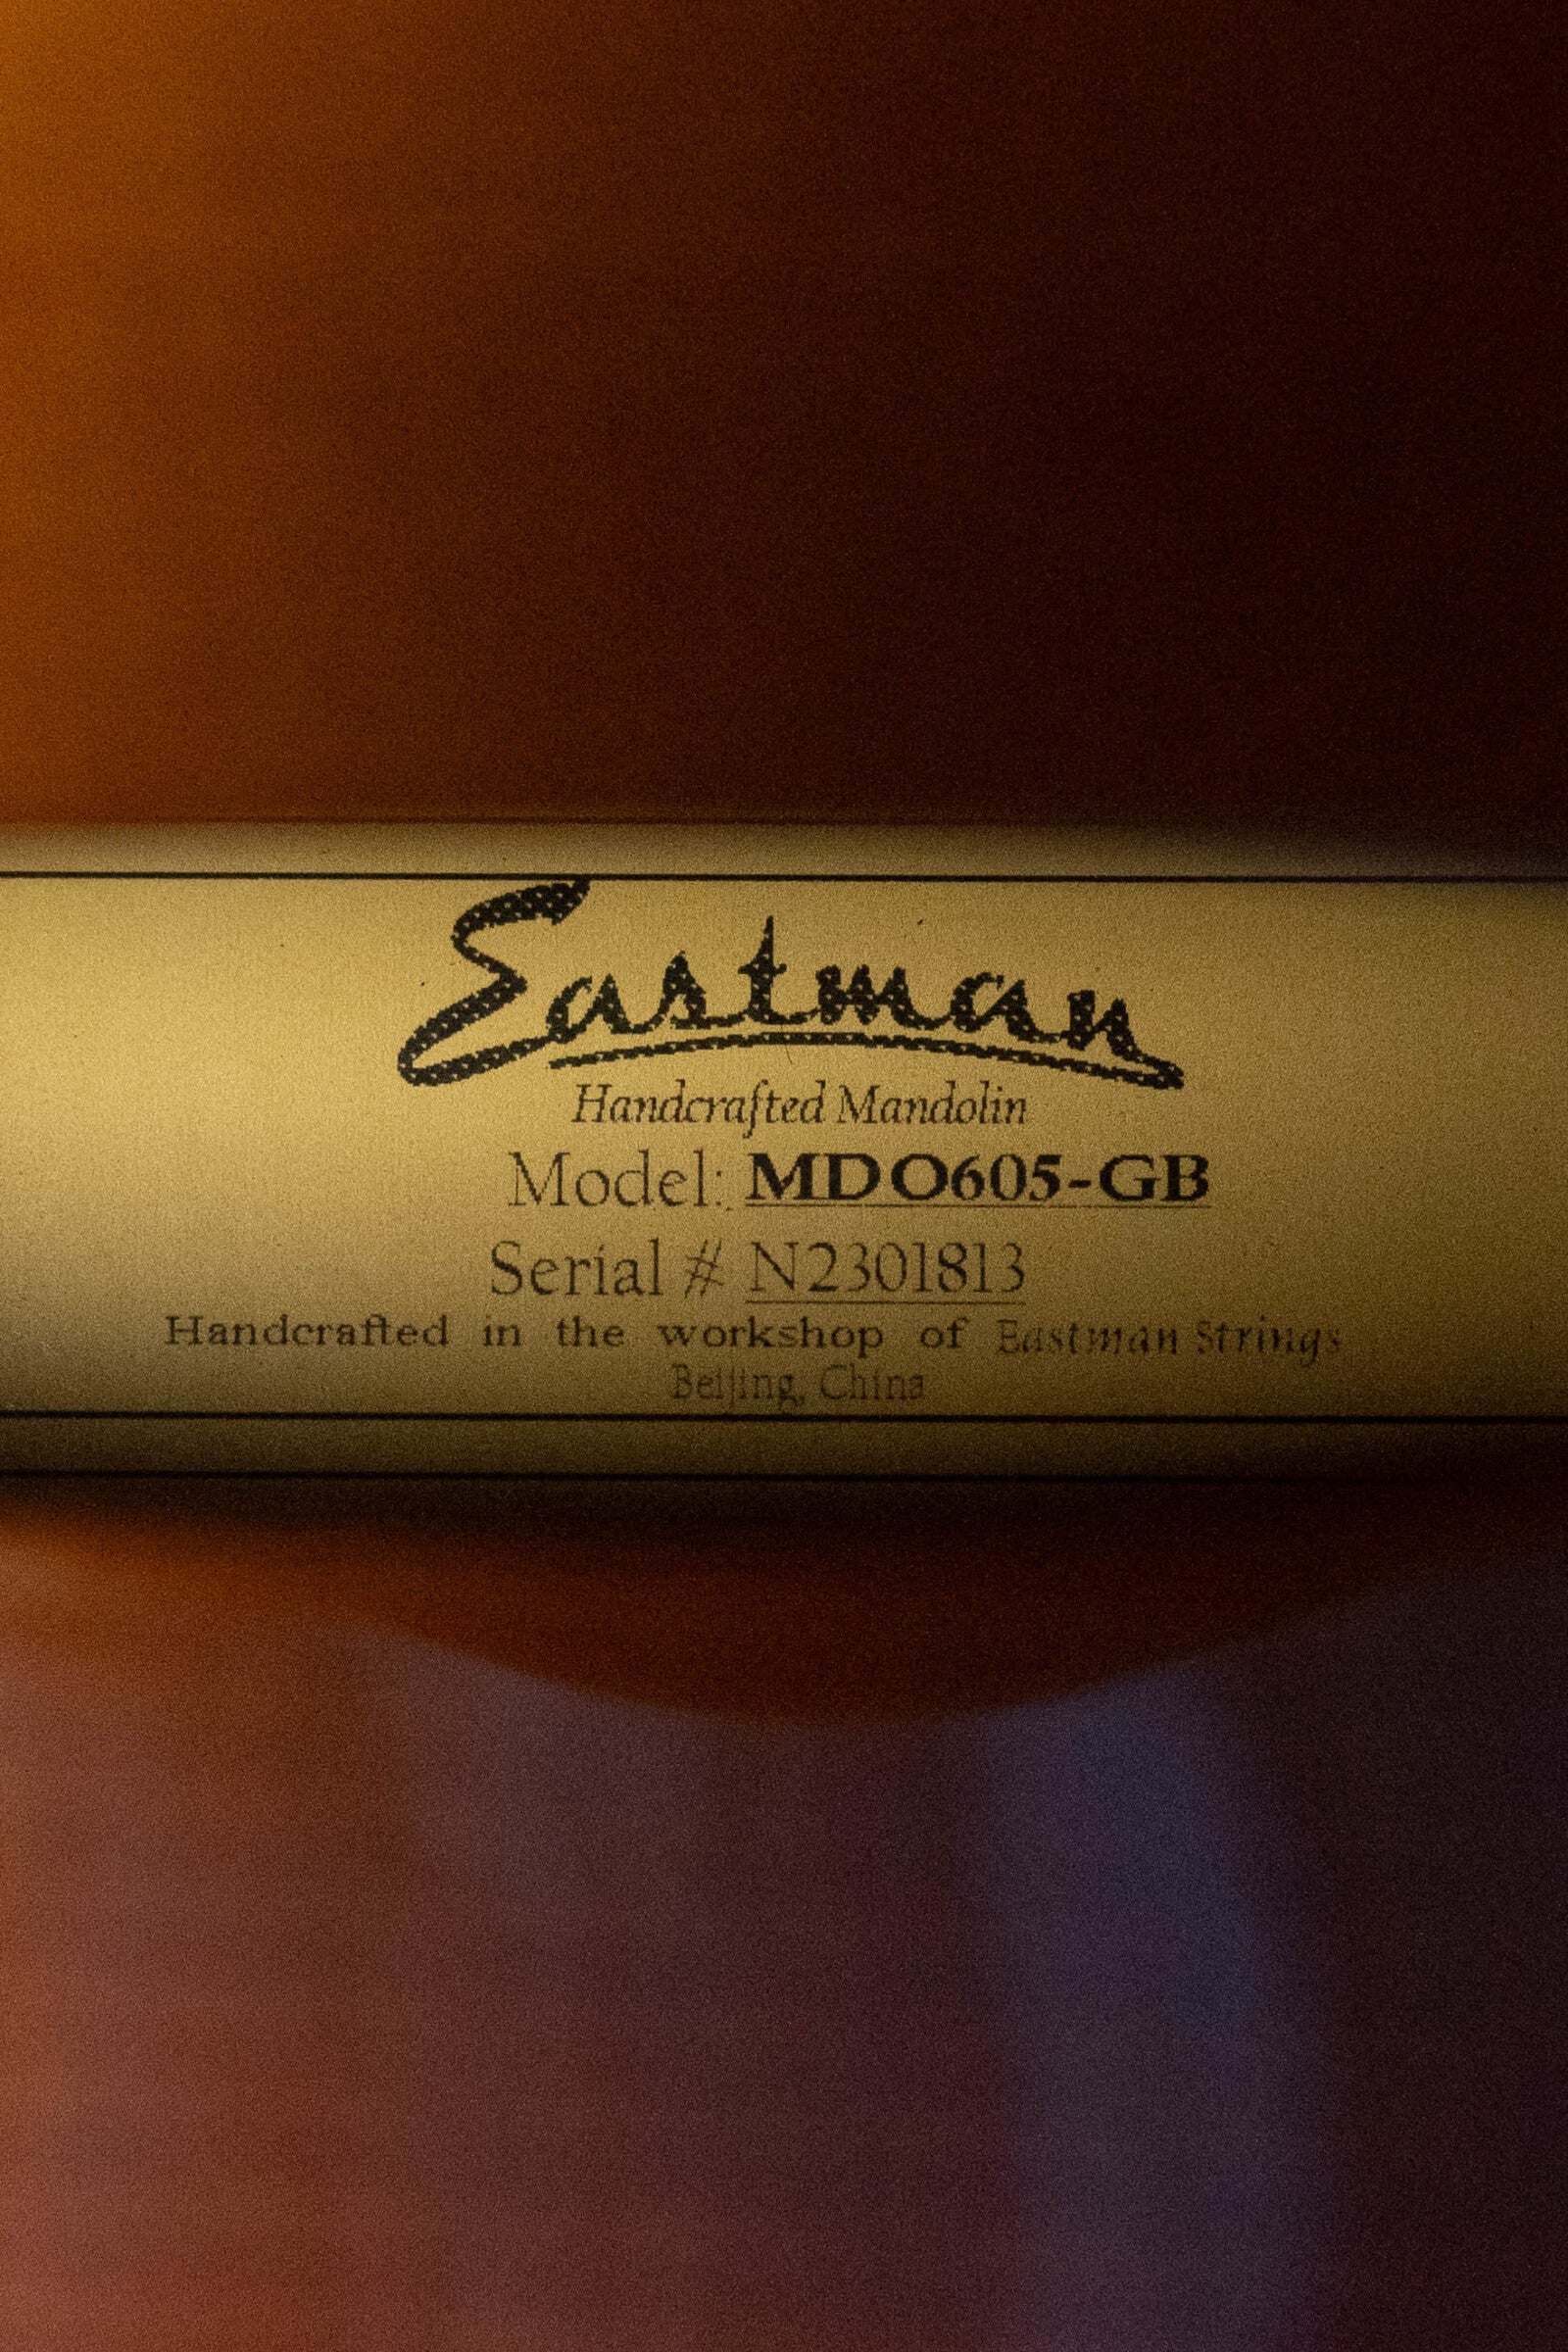 Eastman
Handcrafted Mandolin
Model: MDO605-GB
Serial # N2301813
Handcrafted in the workshop of Eastman Strings
Beijing, China